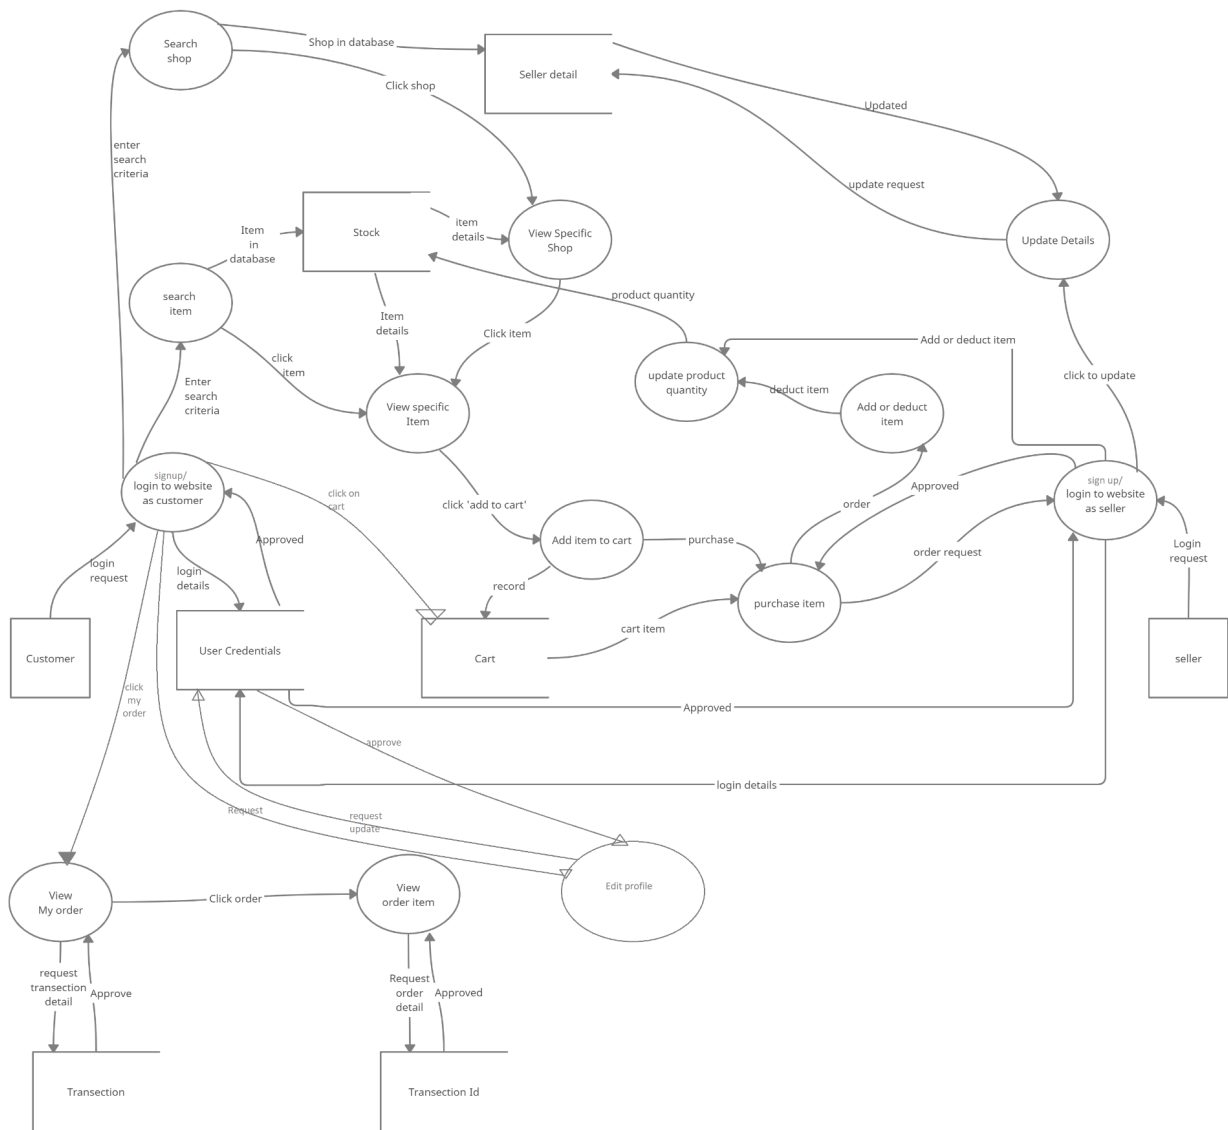 Search
shop
Shop in database
Seller detail
Click shop
Updated
enter
search
criteria
update request
Item
in
database
Stock
item
details
View Specific
Shop
Update Details
search
item
product quantity
Item
details
Click item
Add or deduct item
click
item
Enter
search
criteria
update product
quantity
deduct item
click to update
View specific
Item
Add or deduct
item
signup/
login to website
as customer
click on
cart
click 'add to cart'
order
Approved
sign up/
login to website
as seller
Approved
Add item to cart
purchase
order request
Login
request
login
request
login
details
record
purchase item
cart item
Customer
User Credentials
Cart
seller
click
my
order
Approved
approve
login details
Request
request
update
Edit profile
View
My order
Click order
View
order item
request
transection
detail
Approve
Request
order
detail
Approved
Transection
Transection Id